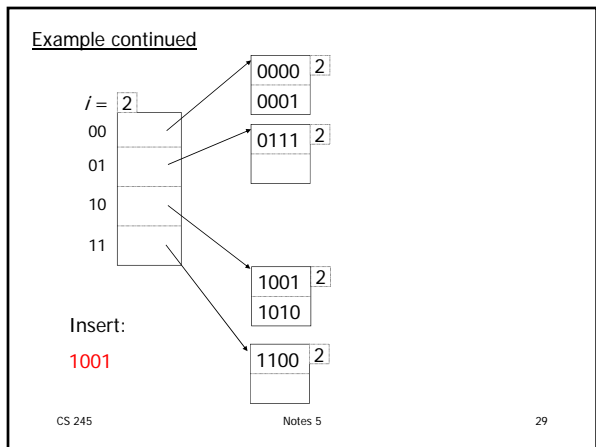 Example continued
0000 2
0001
i = 2
00
0111 2
01
10
11
1001 2
1010
Insert:
1001
1100 2
CS 245 Notes 5 29